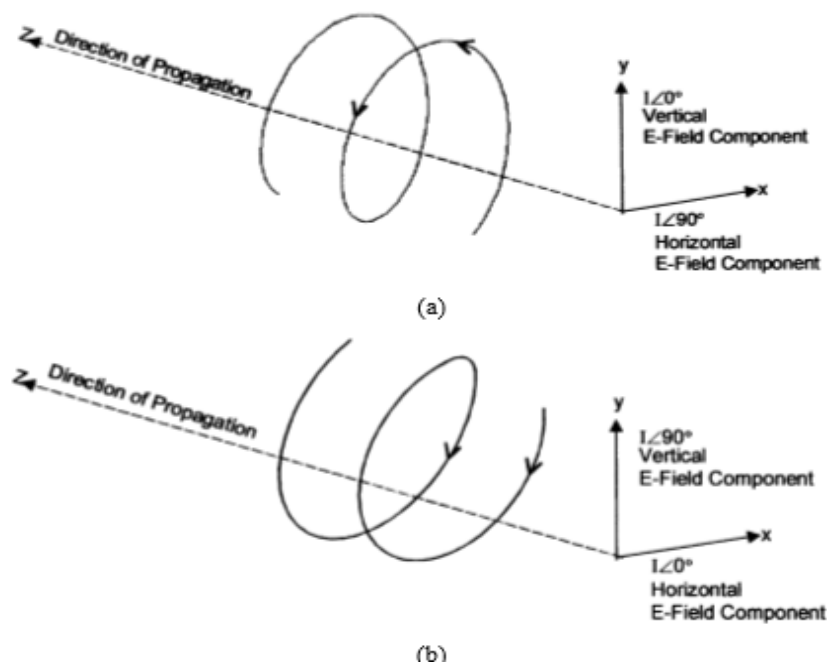 Z
Direction of Propagation
y
I∠0°
Vertical
E-Field Component
x
I∠90°
Horizontal
E-Field Component
(a)
Z
Direction of Propagation
y
I∠90°
Vertical
E-Field Component
x
I∠0°
Horizontal
E-Field Component
(b)